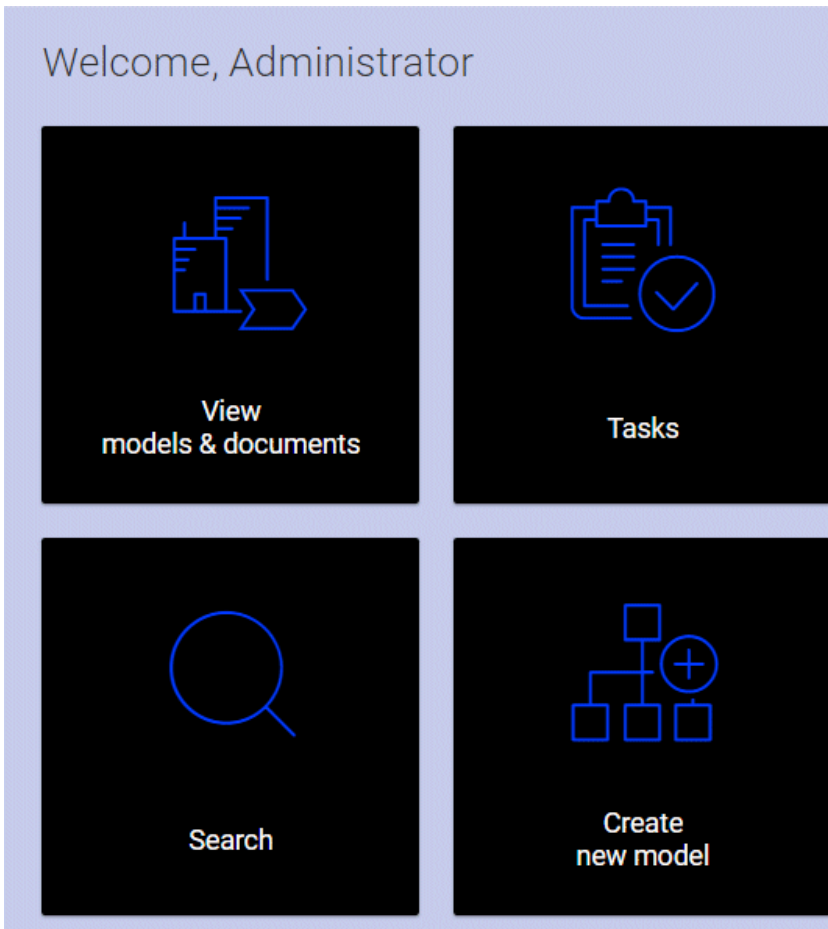 Welcome, Administrator
View
models & documents
Tasks
Search
Create
new model